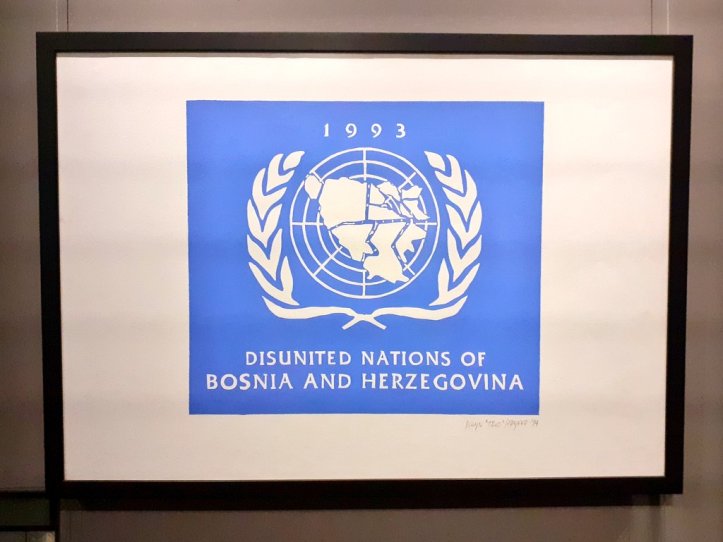 1993
DISUNITED NATIONS OF
BOSNIA AND HERZEGOVINA